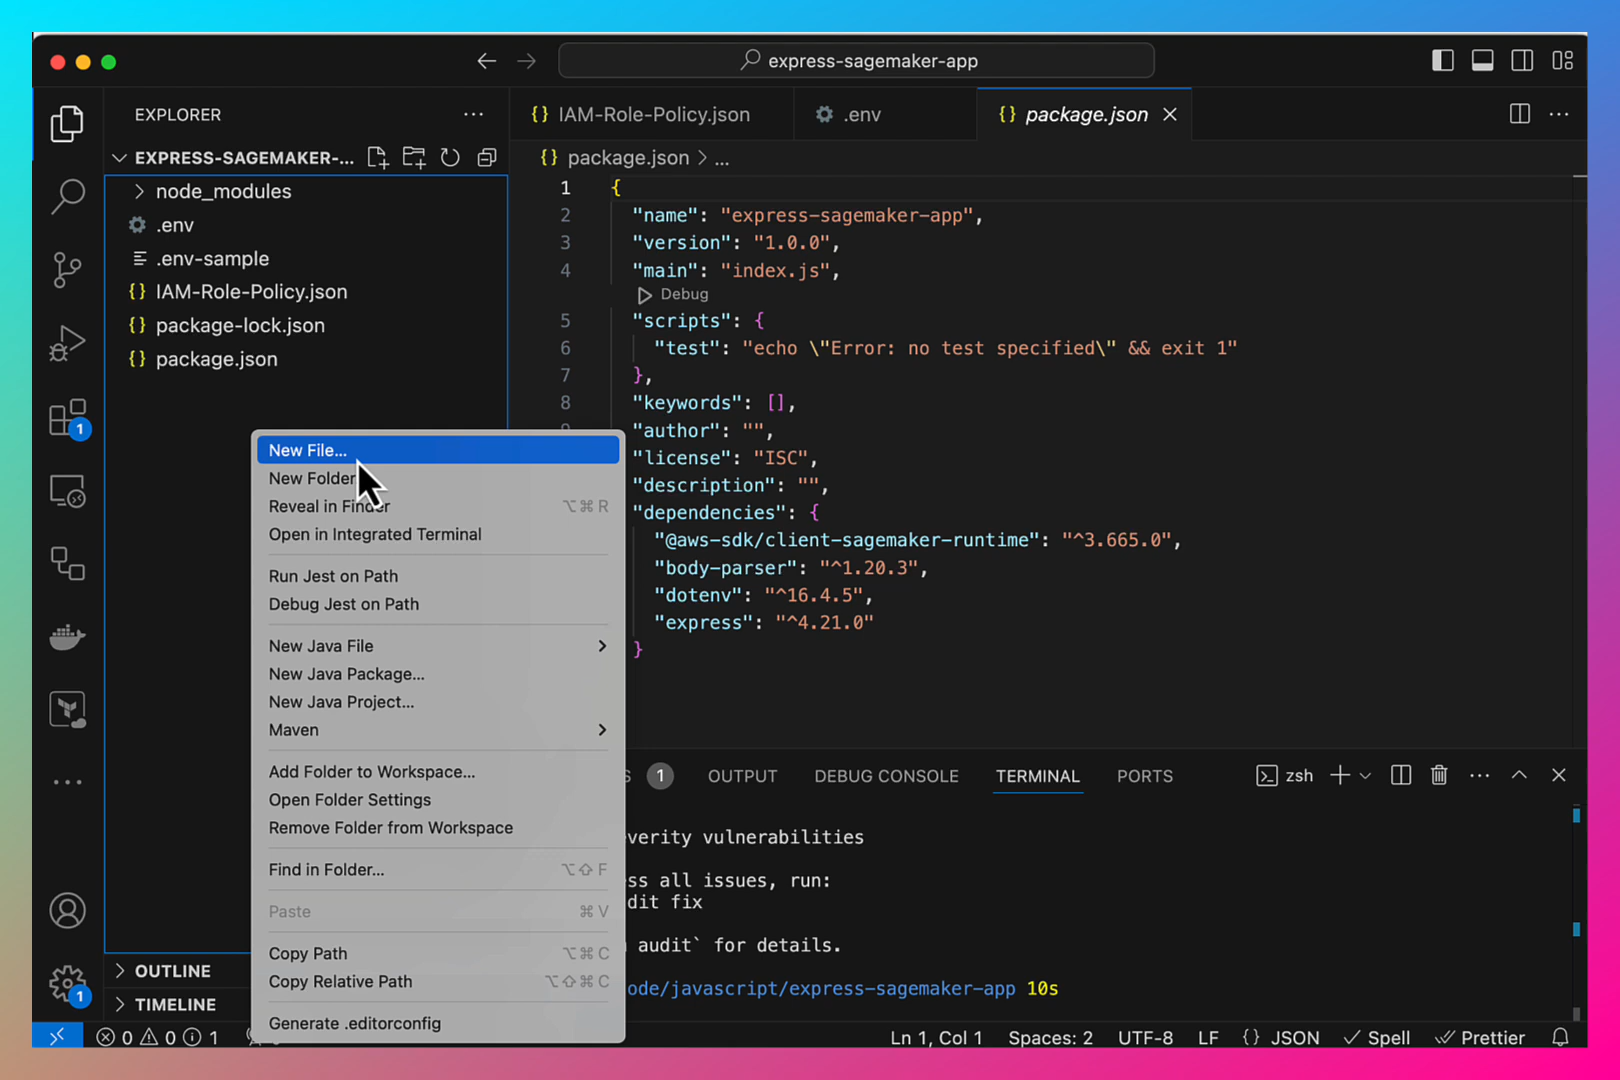 express-sagemaker-app
EXPLORER
EXPRESS-SAGEMAKER-...
node_modules
.env
.env-sample
IAM-Role-Policy.json
package-lock.json
package.json
1
OUTLINE
TIMELINE
1
New File...
New Folder
Reveal in Finder ⌥⌘R
Open in Integrated Terminal
Run Jest on Path
Debug Jest on Path
New Java File
New Java Package...
New Java Project...
Maven
Add Folder to Workspace...
Open Folder Settings
Remove Folder from Workspace
Find in Folder... ⌥⇧F
Paste ⌘V
Copy Path ⌥⌘C
Copy Relative Path ⌥⇧⌘C
Generate .editorconfig
IAM-Role-Policy.json .env package.json
package.json > ...
1 {
2 "name": "express-sagemaker-app",
3 "version": "1.0.0",
4 "main": "index.js",
Debug
5 "scripts": {
6 "test": "echo \"Error: no test specified\" && exit 1"
7 },
8 "keywords": [],
"author": "",
"license": "ISC",
"description": "",
"dependencies": {
"@aws-sdk/client-sagemaker-runtime": "^3.665.0",
"body-parser": "^1.20.3",
"dotenv": "^16.4.5",
"express": "^4.21.0"
}
S 1 OUTPUT DEBUG CONSOLE TERMINAL PORTS zsh
verity vulnerabilities
ss all issues, run:
dit fix
audit` for details.
ode/javascript/express-sagemaker-app 10s
0 0 1 Ln 1, Col 1 Spaces: 2 UTF-8 LF {} JSON Spell Prettier